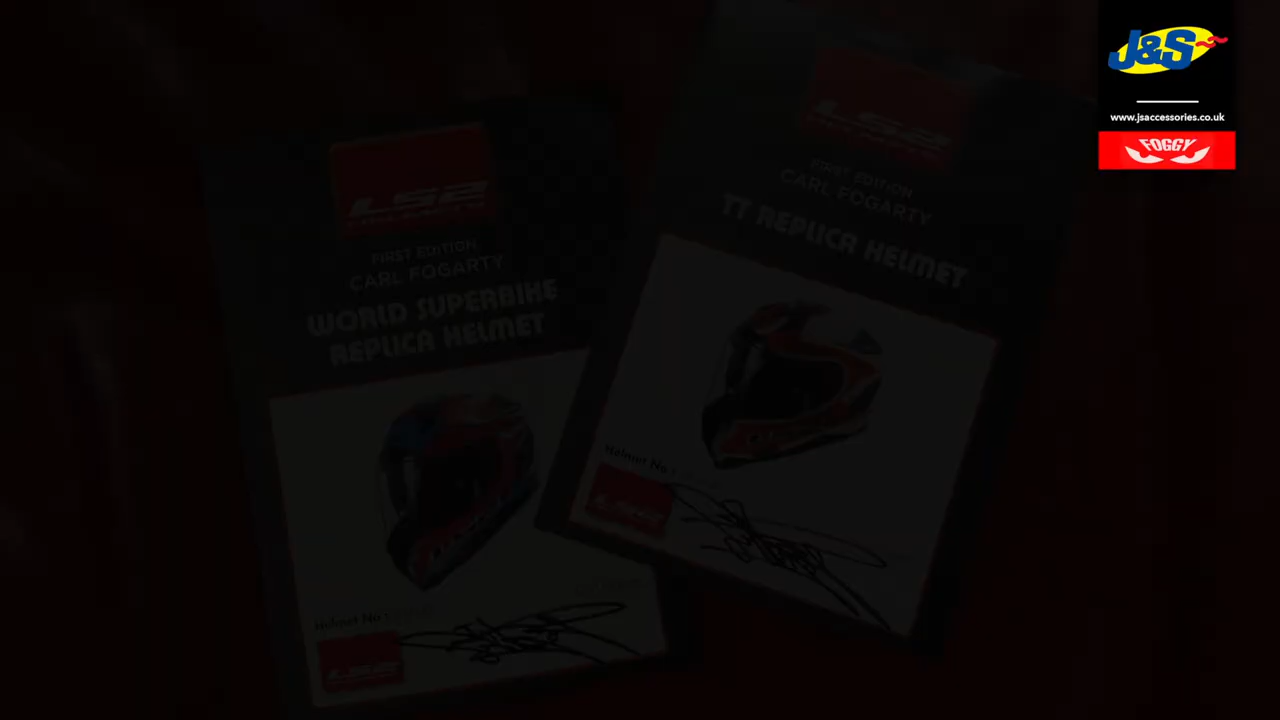 J&S
www.jsaccessories.co.uk
FOGGY
LS2
FIRST EDITION
CARL FOGARTY
WORLD SUPERBIKE
REPLICA HELMET
Helmet No:
LS2
LS2
FIRST EDITION
CARL FOGARTY
TT REPLICA HELMET
Helmet No:
LS2